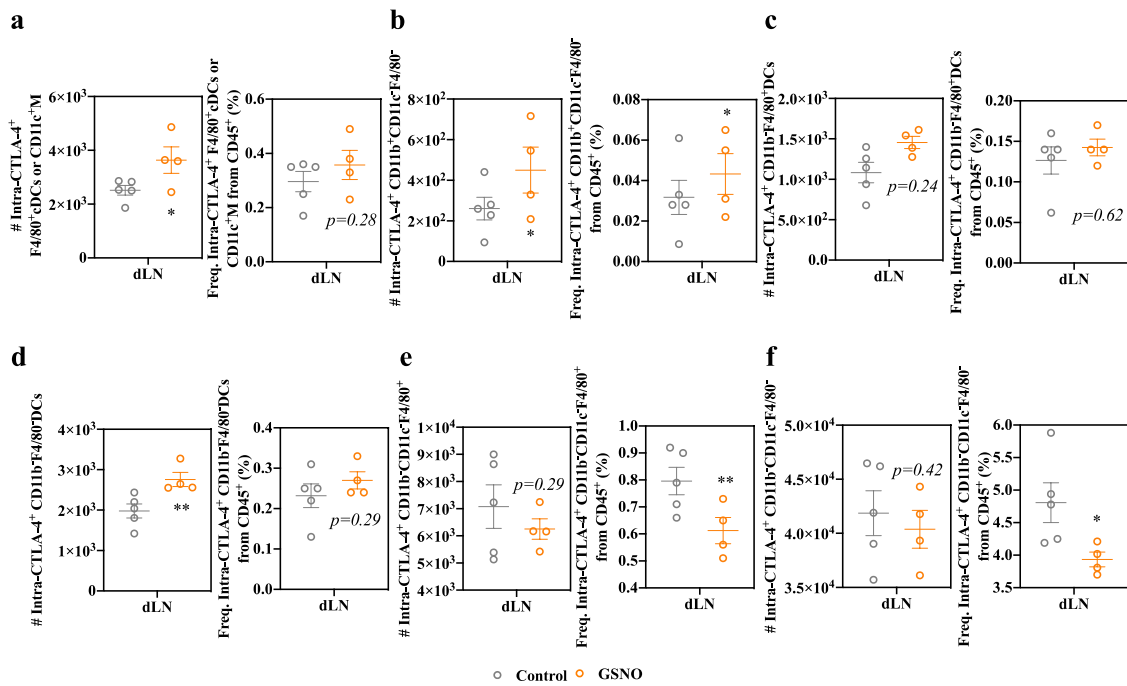 a
# Intra-CTLA-4⁺
F4/80⁺cDCs or CD11c⁺M
6×10³
4×10³
2×10³
0
*
dLN
Freq. Intra-CTLA-4⁺ F4/80⁺cDCs or
CD11c⁺M from CD45⁺ (%)
0.6
0.4
0.2
0.0
p=0.28
dLN
b
# Intra-CTLA-4⁺ CD11b⁺CD11c⁻F4/80⁻
8×10²
6×10²
4×10²
2×10²
0
*
dLN
Freq. Intra-CTLA-4⁺ CD11b⁺CD11c⁻F4/80⁻
from CD45⁺ (%)
0.08
0.06
0.04
0.02
0.00
*
dLN
c
# Intra-CTLA-4⁺ CD11b⁻F4/80⁺DCs
2.0×10³
1.5×10³
1.0×10³
5.0×10²
0.0
p=0.24
dLN
Freq. Intra-CTLA-4⁺ CD11b⁻F4/80⁺DCs
from CD45⁺ (%)
0.20
0.15
0.10
0.05
0.00
p=0.62
dLN
d
# Intra-CTLA-4⁺ CD11b⁻F4/80⁻DCs
4×10³
3×10³
2×10³
1×10³
0
**
dLN
Freq. Intra-CTLA-4⁺ CD11b⁻F4/80⁻DCs
from CD45⁺ (%)
0.4
0.3
0.2
0.1
0.0
p=0.29
dLN
e
# Intra-CTLA-4⁺ CD11b⁻CD11c⁻F4/80⁺
1×10⁴
9×10³
8×10³
7×10³
6×10³
5×10³
4×10³
p=0.29
dLN
Freq. Intra-CTLA-4⁺ CD11b⁻CD11c⁻F4/80⁺
from CD45⁺ (%)
1.0
0.9
0.8
0.7
0.6
0.5
0.4
**
dLN
f
# Intra-CTLA-4⁺ CD11b⁻CD11c⁻F4/80⁻
5.0×10⁴
4.5×10⁴
4.0×10⁴
3.5×10⁴
p=0.42
dLN
Freq. Intra-CTLA-4⁺ CD11b⁻CD11c⁻F4/80⁻
from CD45⁺ (%)
6.0
5.5
5.0
4.5
4.0
3.5
*
dLN
Control GSNO